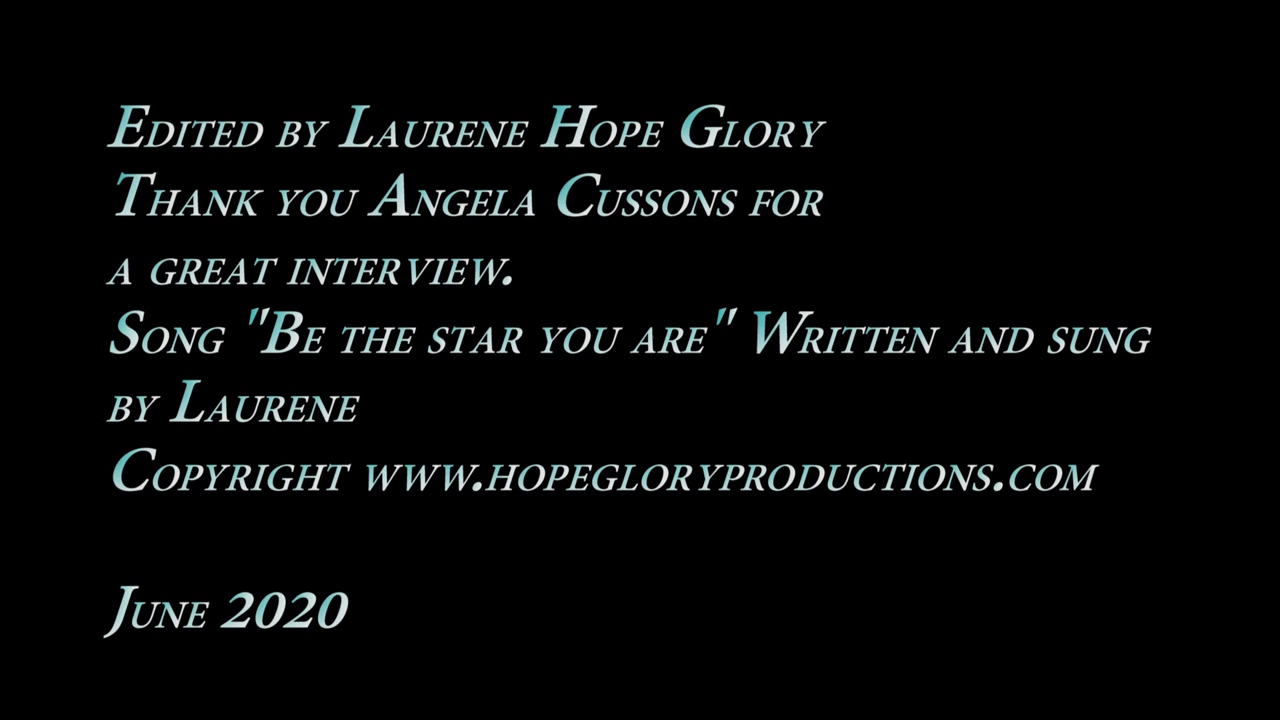 Edited by Laurene Hope Glory
Thank you Angela Cussons for
a great interview.
Song "Be the star you are" Written and sung
by Laurene
Copyright www.hopegloryproductions.com
June 2020